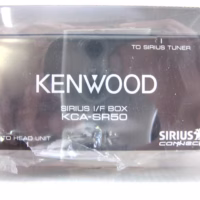 TO SIRIUS TUNER
KENWOOD
SIRIUS I/F BOX
KCA-SR50
TO HEAD UNIT
SIRIUS
CONNECT